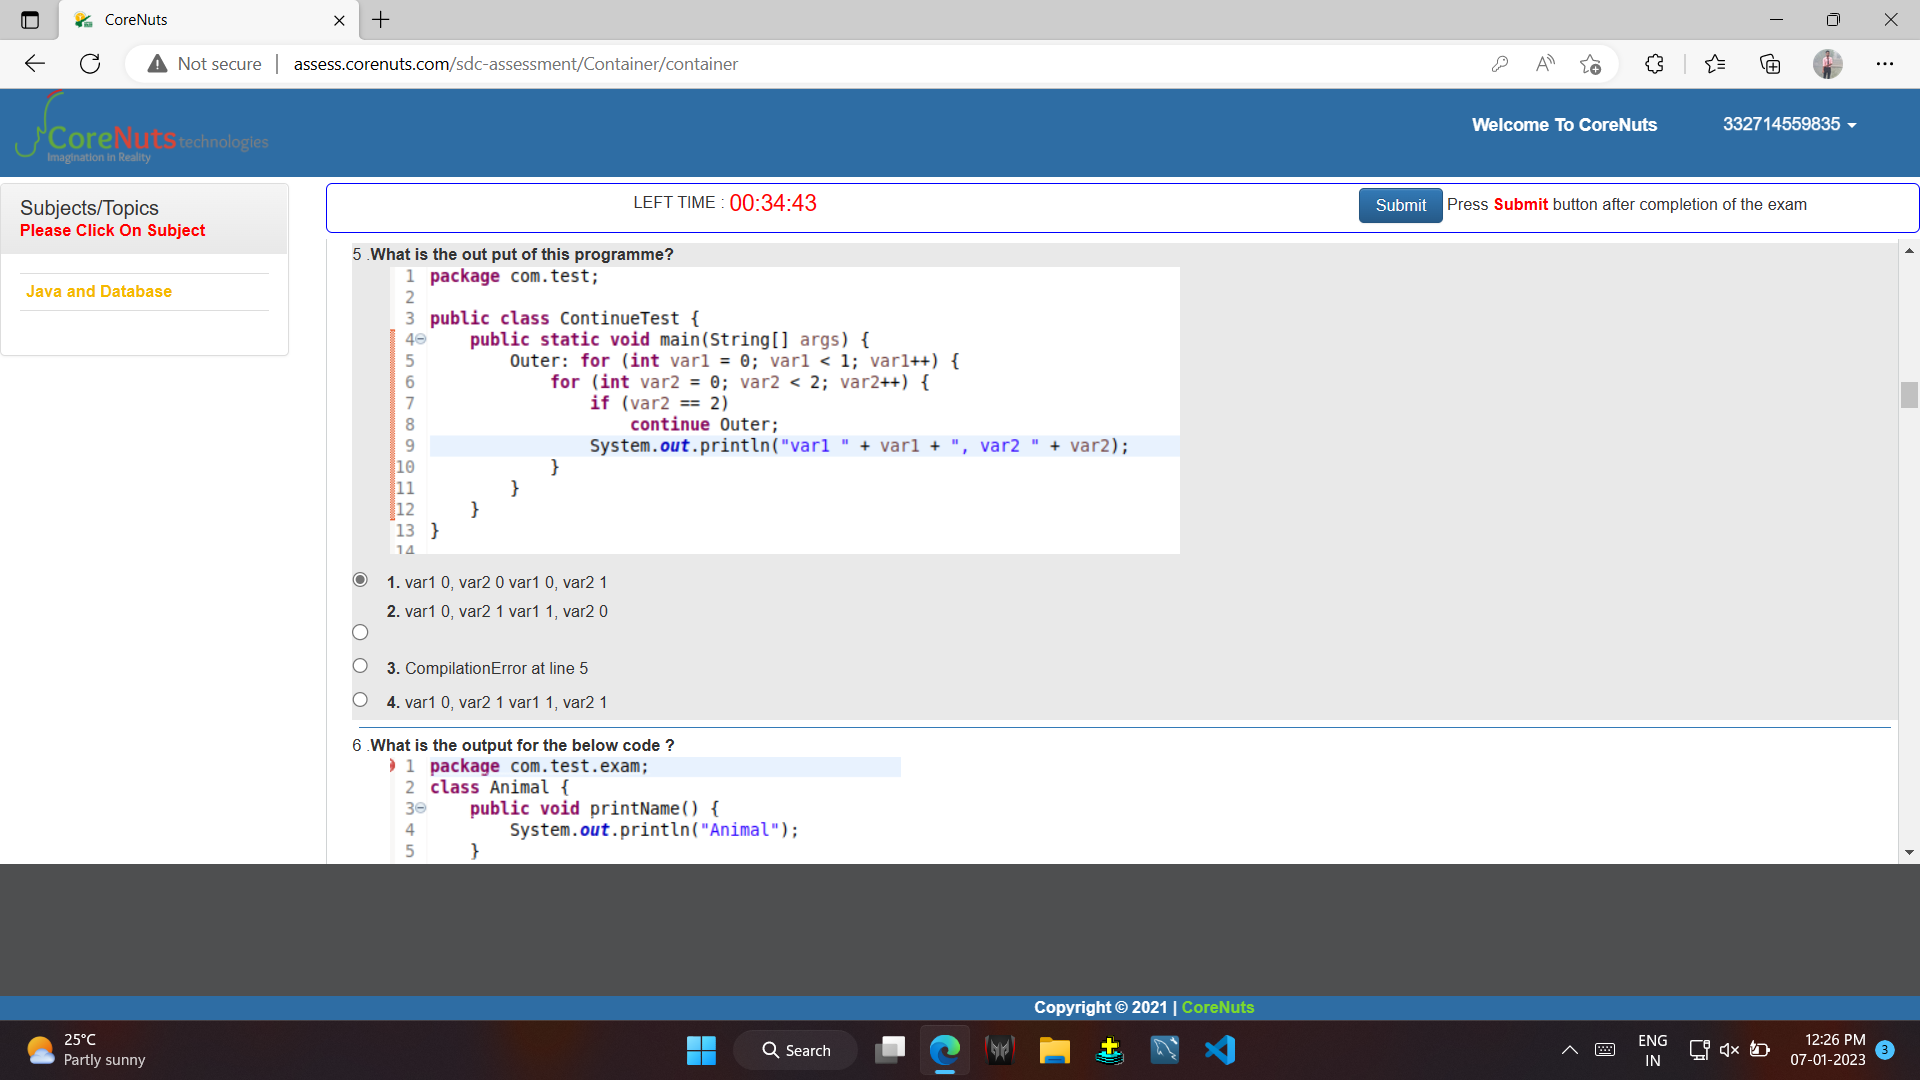 CoreNuts
Not secure
assess.corenuts.com/sdc-assessment/Container/container
CoreNuts technologies
Imagination in Reality
Welcome To CoreNuts
332714559835
Subjects/Topics
Please Click On Subject
Java and Database
LEFT TIME : 00:34:43
Submit
Press Submit button after completion of the exam
5 .What is the out put of this programme?
1 package com.test;
2
3 public class ContinueTest {
4 public static void main(String[] args) {
5 Outer: for (int var1 = 0; var1 < 1; var1++) {
6 for (int var2 = 0; var2 < 2; var2++) {
7 if (var2 == 2)
8 continue Outer;
9 System.out.println("var1 " + var1 + ", var2 " + var2);
10 }
11 }
12 }
13 }
14
1. var1 0, var2 0 var1 0, var2 1
2. var1 0, var2 1 var1 1, var2 0
3. CompilationError at line 5
4. var1 0, var2 1 var1 1, var2 1
6 .What is the output for the below code ?
1 package com.test.exam;
2 class Animal {
3 public void printName() {
4 System.out.println("Animal");
5 }
Copyright © 2021 | CoreNuts
25°C
Partly sunny
Search
ENG
IN
12:26 PM
07-01-2023
3